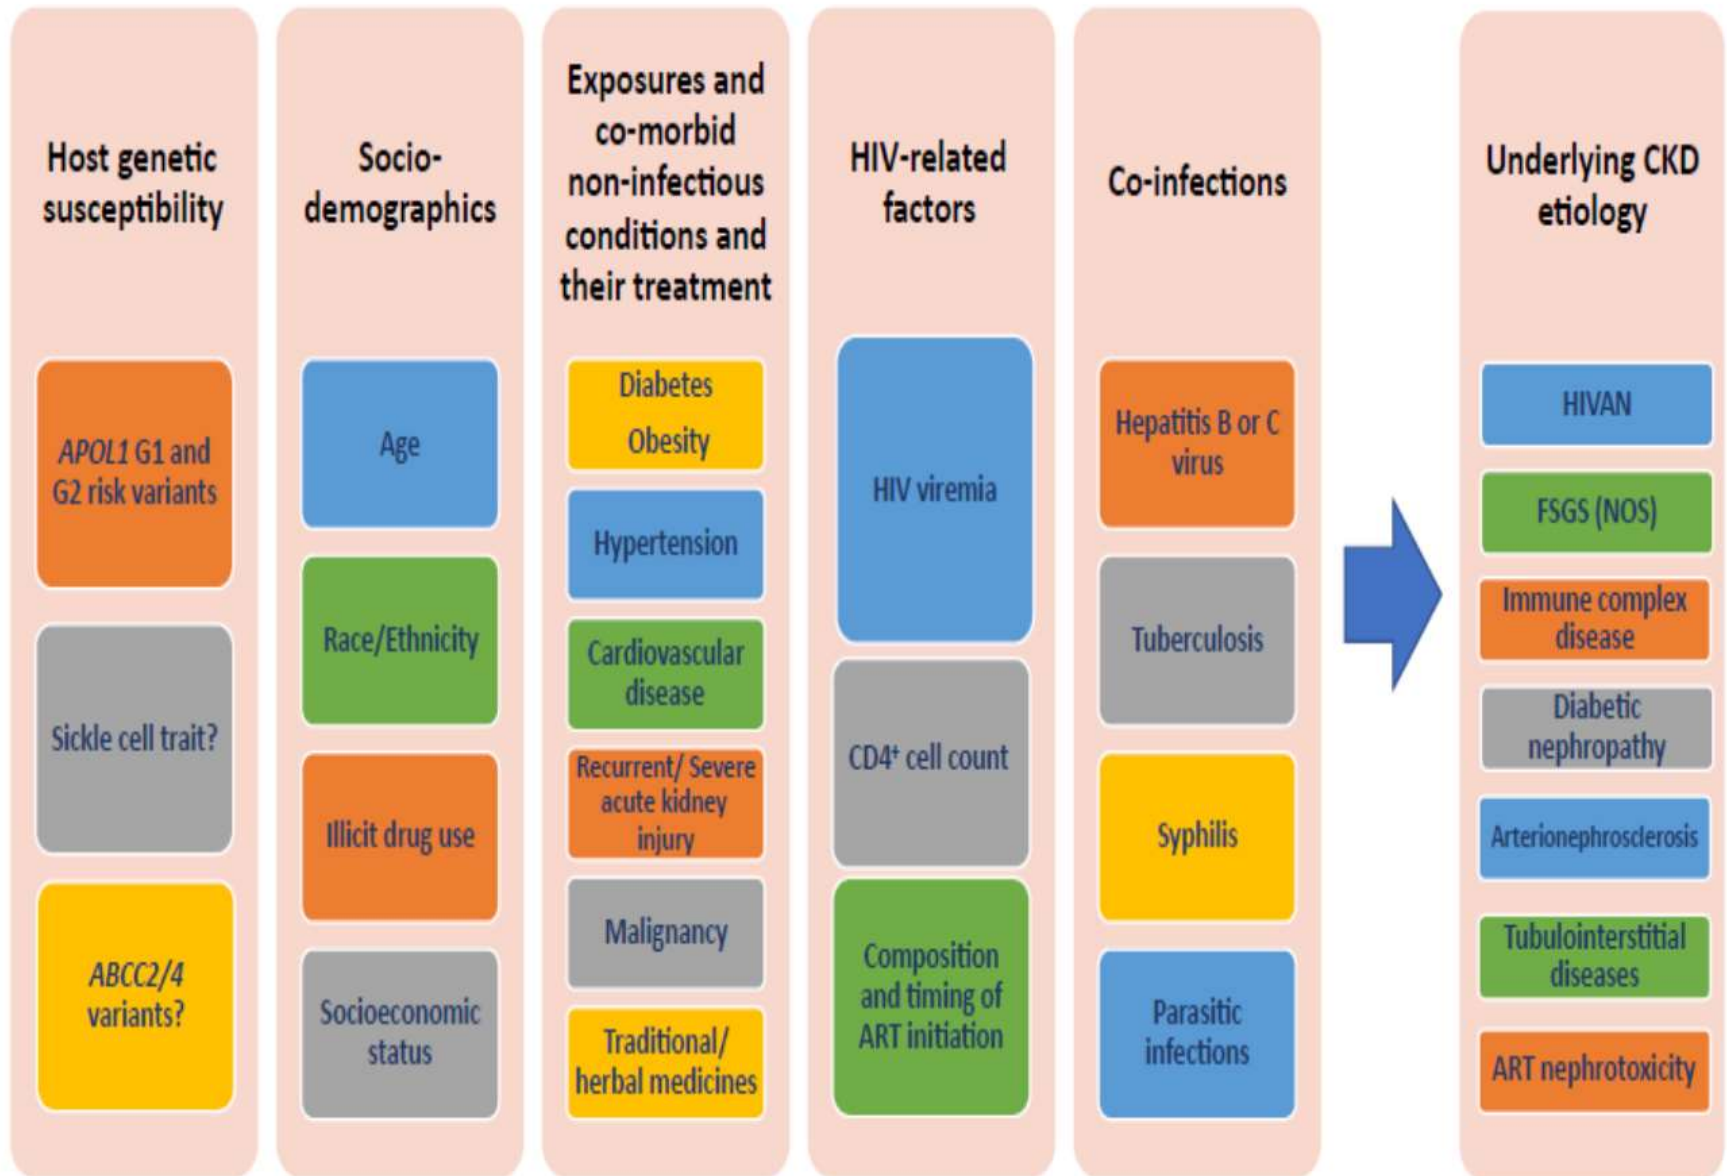 Host genetic
susceptibility
APOL1 G1 and
G2 risk variants
Sickle cell trait?
ABCC2/4
variants?
Socio-
demographics
Age
Race/Ethnicity
Illicit drug use
Socioeconomic
status
Exposures and
co-morbid
non-infectious
conditions and
their treatment
Diabetes
Obesity
Hypertension
Cardiovascular
disease
Recurrent/ Severe
acute kidney
injury
Malignancy
Traditional/
herbal medicines
HIV-related
factors
HIV viremia
CD4⁺ cell count
Composition
and timing of
ART initiation
Co-infections
Hepatitis B or C
virus
Tuberculosis
Syphilis
Parasitic
infections
Underlying CKD
etiology
HIVAN
FSGS (NOS)
Immune complex
disease
Diabetic
nephropathy
Arterionephrosclerosis
Tubulointerstitial
diseases
ART nephrotoxicity